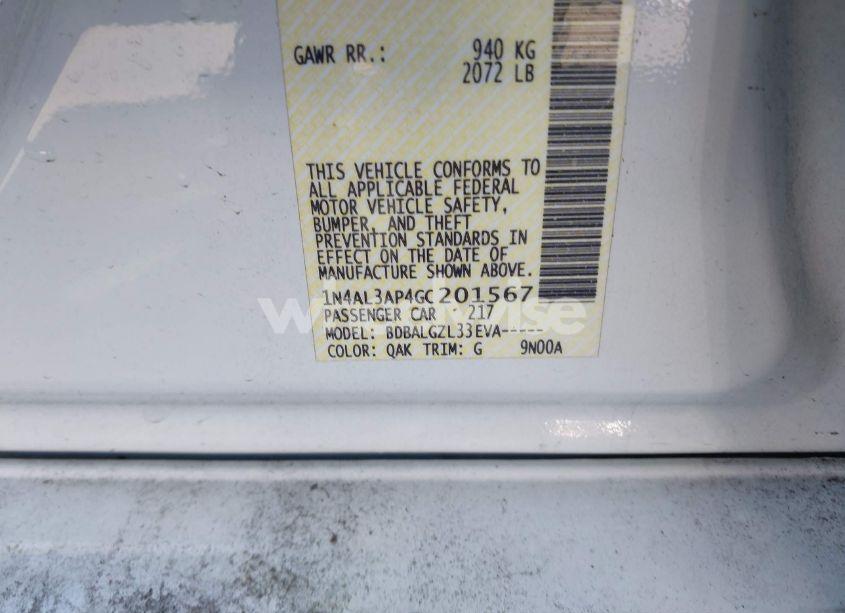 GAWR RR.: 940 KG
2072 LB
THIS VEHICLE CONFORMS TO
ALL APPLICABLE FEDERAL
MOTOR VEHICLE SAFETY,
BUMPER, AND THEFT
PREVENTION STANDARDS IN
EFFECT ON THE DATE OF
MANUFACTURE SHOWN ABOVE.
1N4AL3AP4GC201567
PASSENGER CAR 217
MODEL: BDBALGZL33EVA-----
COLOR: QAK TRIM: G 9N00A